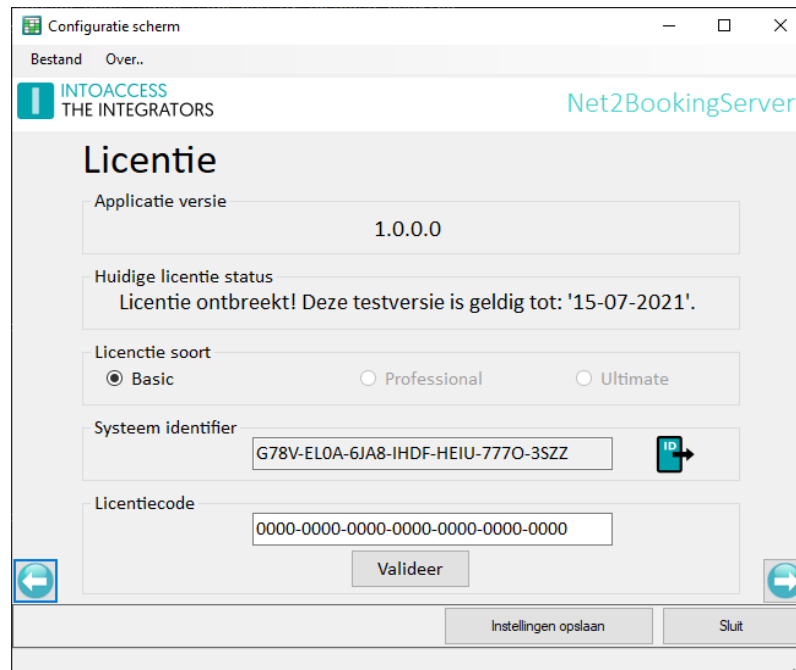 Configuratie scherm
Bestand Over..
INTOACCESS
THE INTEGRATORS
Net2BookingServer
Licentie
Applicatie versie
1.0.0.0
Huidige licentie status
Licentie ontbreekt! Deze testversie is geldig tot: '15-07-2021'.
Licenctie soort
Basic Professional Ultimate
Systeem identifier
G78V-EL0A-6JA8-IHDF-HEIU-777O-3SZZ
ID
Licentiecode
0000-0000-0000-0000-0000-0000-0000
Valideer
Instellingen opslaan Sluit